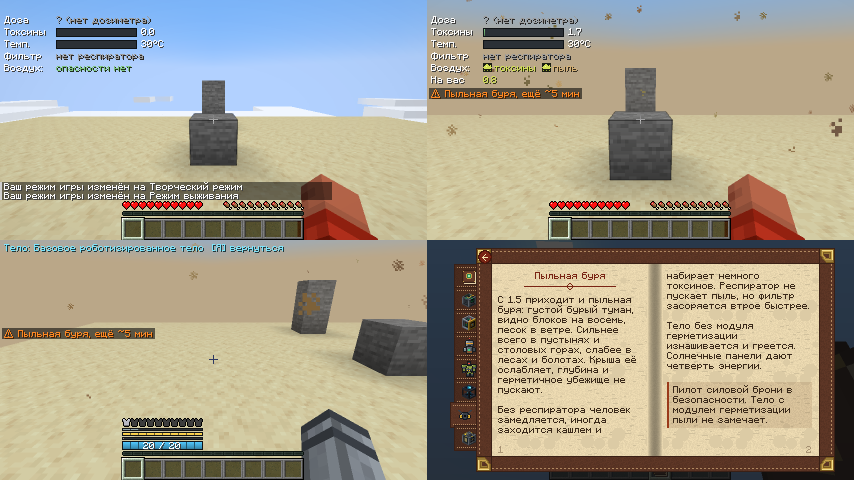 Доза ? (нет дозиметра)
Токсины 0.0
Темп. 30°C
Фильтр нет респиратора
Воздух: опасности нет
Ваш режим игры изменён на Творческий режим
Ваш режим игры изменён на Режим выживания
Доза ? (нет дозиметра)
Токсины 1.7
Темп. 30°C
Фильтр нет респиратора
Воздух: токсины пыль
На вас 0.3
⚠ Пыльная буря, ещё ~5 мин
Тело: Базовое роботизированное тело [Л] вернуться
⚠ Пыльная буря, ещё ~5 мин
20 / 20
Пыльная буря
С 1.5 приходит и пыльная
буря: густой бурый туман,
видно блоков на восемь,
песок в ветре. Сильнее
всего в пустынях и
столовых горах, слабее в
лесах и болотах. Крыша её
ослабляет, глубина и
герметичное убежище не
пускают.
Без респиратора человек
замедляется, иногда
заходится кашлем и
1
набирает немного
токсинов. Респиратор не
пускает пыль, но фильтр
засоряется втрое быстрее.
Тело без модуля
герметизации
изнашивается и греется.
Солнечные панели дают
четверть энергии.
Пилот силовой брони в
безопасности. Тело с
модулем герметизации
пыли не замечает.
2